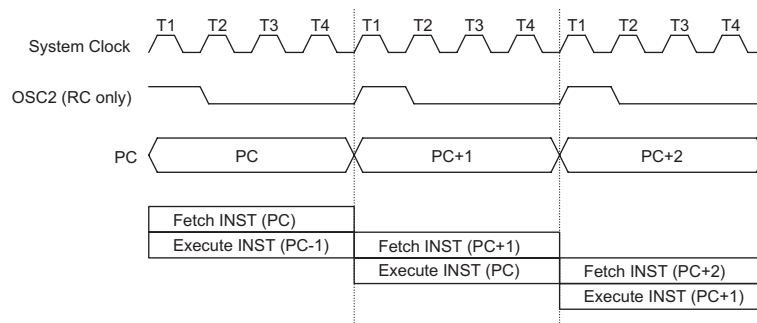 T1 T2 T3 T4 T1 T2 T3 T4 T1 T2 T3 T4
System Clock
OSC2 (RC only)
PC PC PC+1 PC+2
Fetch INST (PC)
Execute INST (PC-1) Fetch INST (PC+1)
Execute INST (PC) Fetch INST (PC+2)
Execute INST (PC+1)